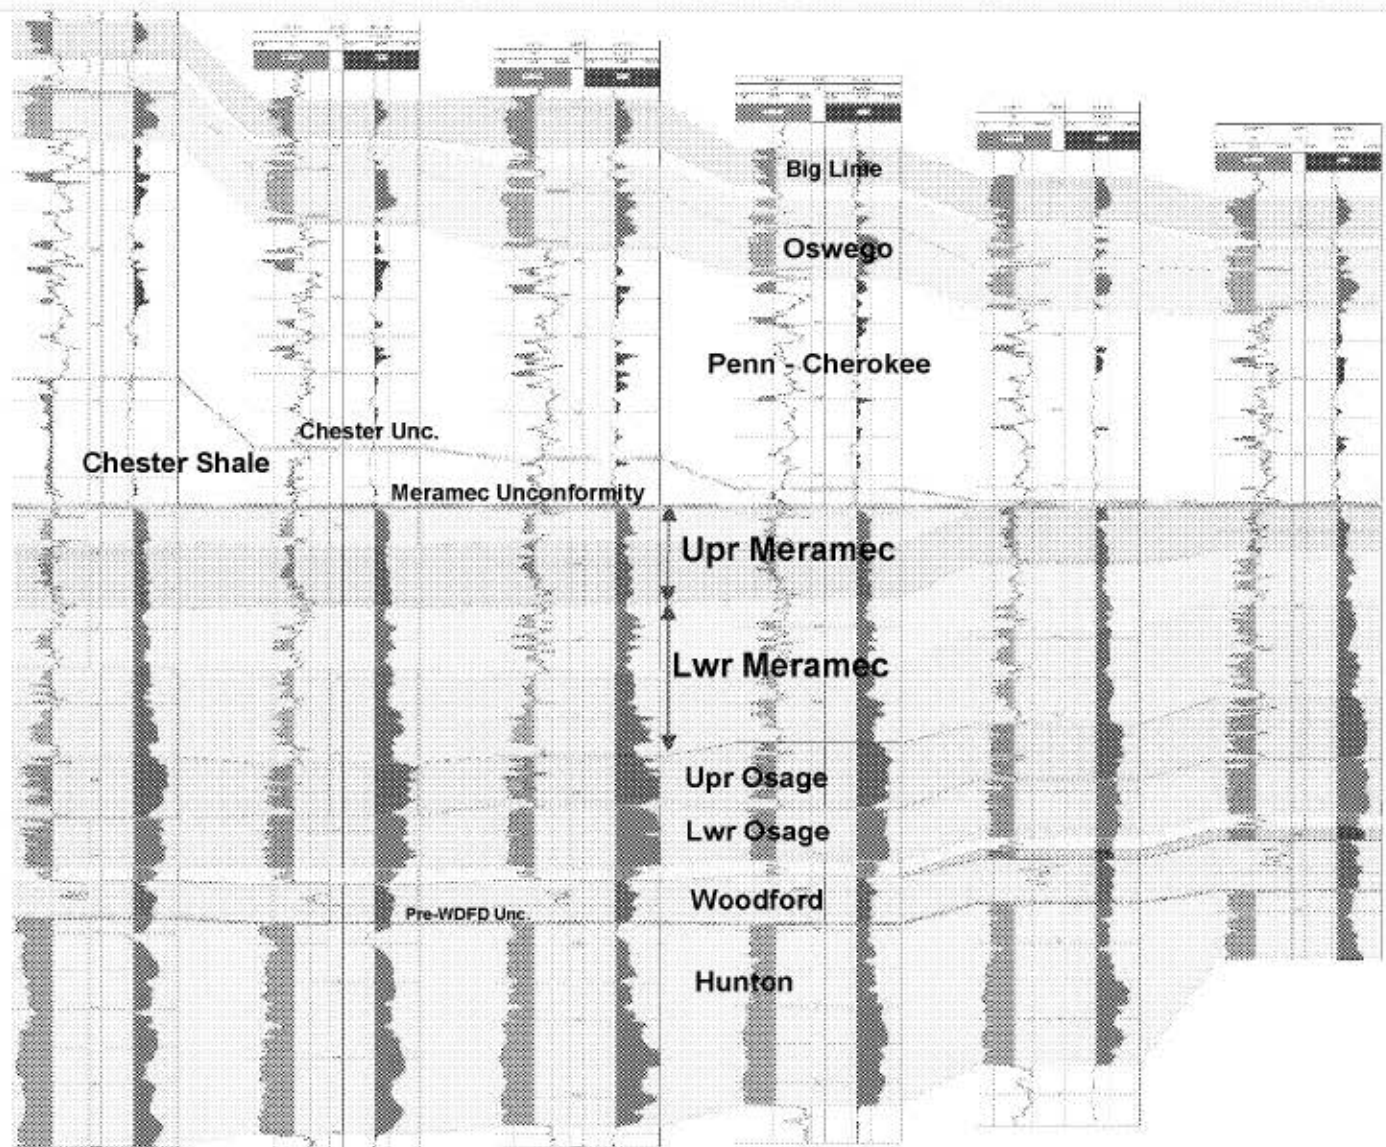 Big Lime
Oswego
Penn - Cherokee
Chester Unc.
Chester Shale
Meramec Unconformity
Upr Meramec
Lwr Meramec
Upr Osage
Lwr Osage
Woodford
Pre-WDFD Unc.
Hunton